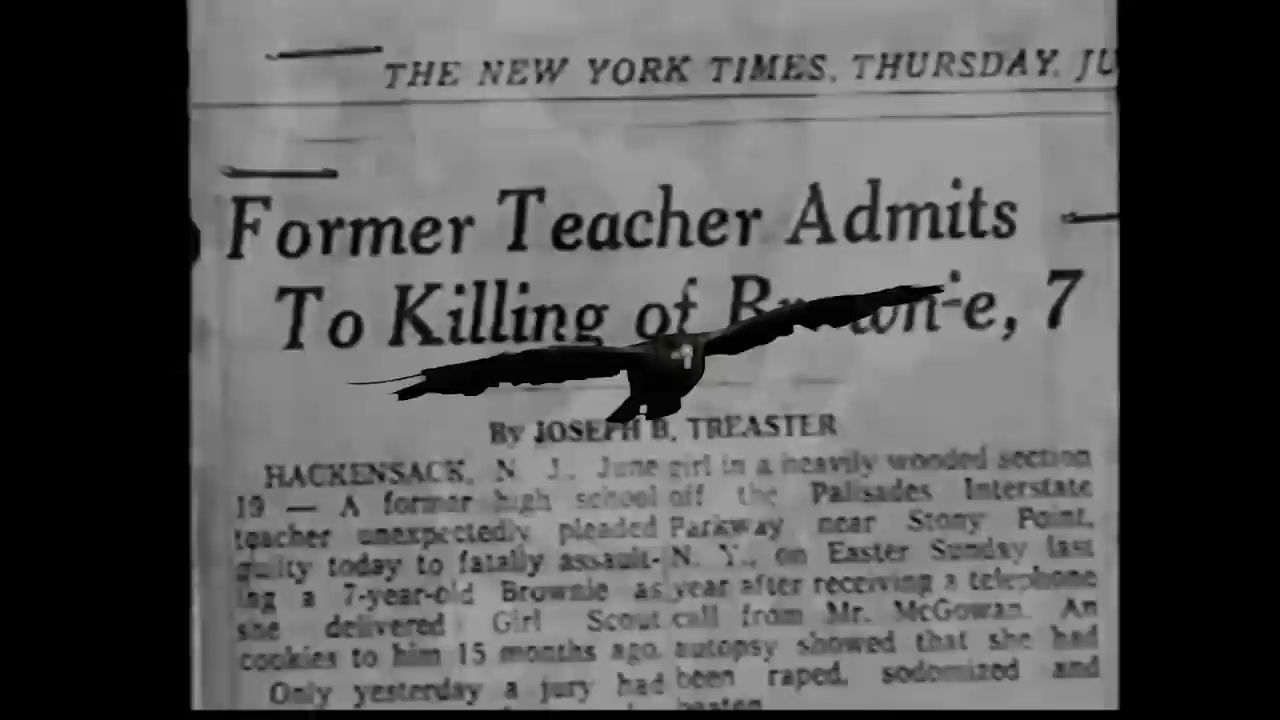 THE NEW YORK TIMES, THURSDAY, JU
Former Teacher Admits
To Killing of Brownie, 7
By JOSEPH B. TREASTER
HACKENSACK, N. J., June
19 — A former high school
teacher unexpectedly pleaded
guilty today to fatally assault-
ing a 7-year-old Brownie as
she delivered Girl Scout
cookies to him 15 months ago.
Only yesterday a jury had
girl in a heavily wooded section
off the Palisades Interstate
Parkway near Stony Point,
N. Y., on Easter Sunday last
year after receiving a telephone
call from Mr. McGowan. An
autopsy showed that she had
been raped, sodomized and